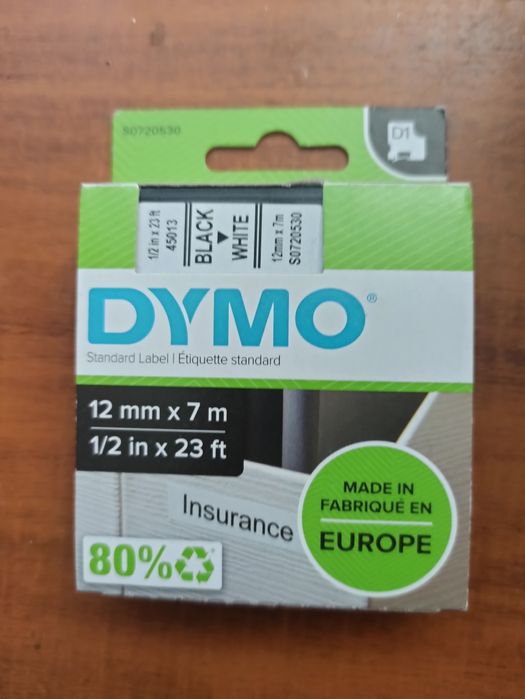 S0720530
D1
1/2 in x 23 ft
45013
BLACK
WHITE
12mm x 7m
S0720530
DYMO®
Standard Label | Étiquette standard
12 mm x 7 m
1/2 in x 23 ft
Insurance
MADE IN
FABRIQUÉ EN
EUROPE
80%